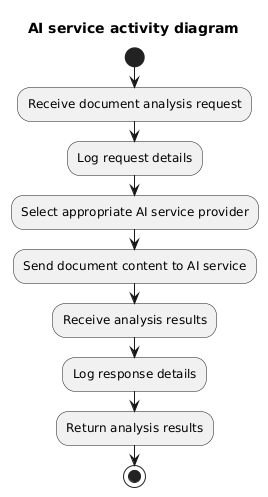 AI service activity diagram
Receive document analysis request
Log request details
Select appropriate AI service provider
Send document content to AI service
Receive analysis results
Log response details
Return analysis results